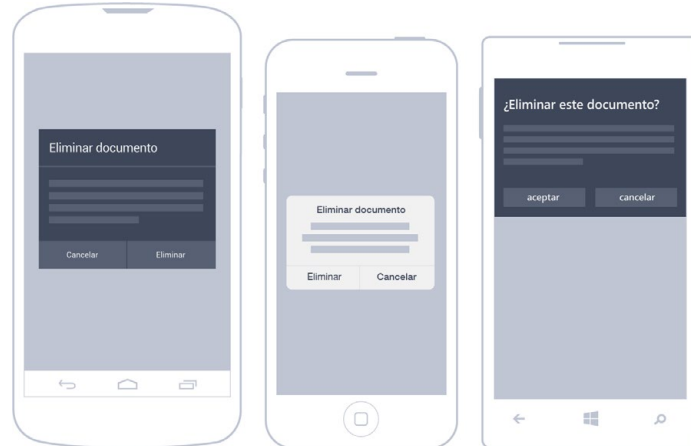 Eliminar documento
Cancelar Eliminar
Eliminar documento
Eliminar Cancelar
¿Eliminar este documento?
aceptar cancelar